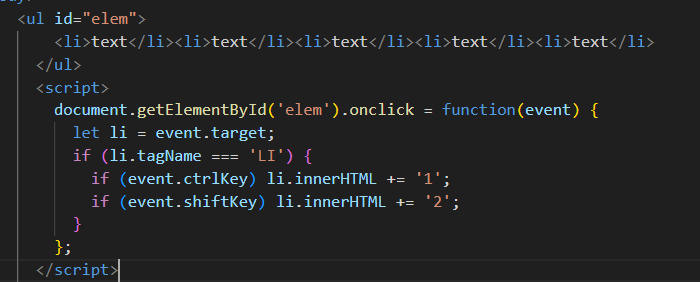 <ul id="elem">
<li>text</li><li>text</li><li>text</li><li>text</li><li>text</li>
</ul>
<script>
document.getElementById('elem').onclick = function(event) {
let li = event.target;
if (li.tagName === 'LI') {
if (event.ctrlKey) li.innerHTML += '1';
if (event.shiftKey) li.innerHTML += '2';
}
};
</script>